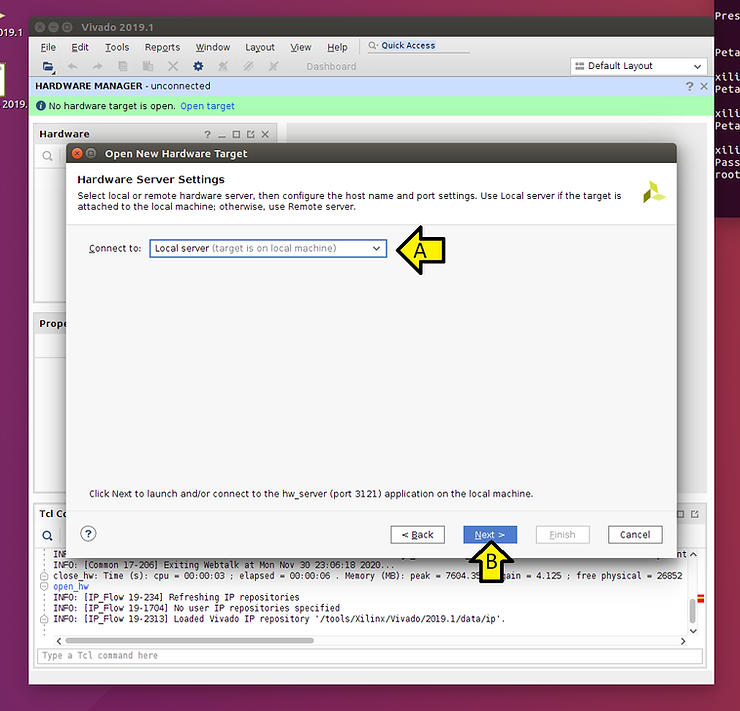 2019.1
2019.
Vivado 2019.1
File Edit Tools Reports Window Layout View Help Quick Access
Dashboard
Default Layout
HARDWARE MANAGER - unconnected
No hardware target is open. Open target
Hardware
Open New Hardware Target
Hardware Server Settings
Select local or remote hardware server, then configure the host name and port settings. Use Local server if the target is
attached to the local machine; otherwise, use Remote server.
Connect to: Local server (target is on local machine)
A
Prope
Click Next to launch and/or connect to the hw_server (port 3121) application on the local machine.
Tcl Co
< Back Next > Finish Cancel
B
INFO: [Common 17-206] Exiting Webtalk at Mon Nov 30 23:06:18 2020...
close_hw: Time (s): cpu = 00:00:03 ; elapsed = 00:00:06 . Memory (MB): peak = 7604.35 gain = 4.125 ; free physical = 26852
open_hw
INFO: [IP_Flow 19-234] Refreshing IP repositories
INFO: [IP_Flow 19-1704] No user IP repositories specified
INFO: [IP_Flow 19-2313] Loaded Vivado IP repository '/tools/Xilinx/Vivado/2019.1/data/ip'.
Type a Tcl command here
Pres
Peta
xili
Peta
xili
Peta
xili
Pass
root